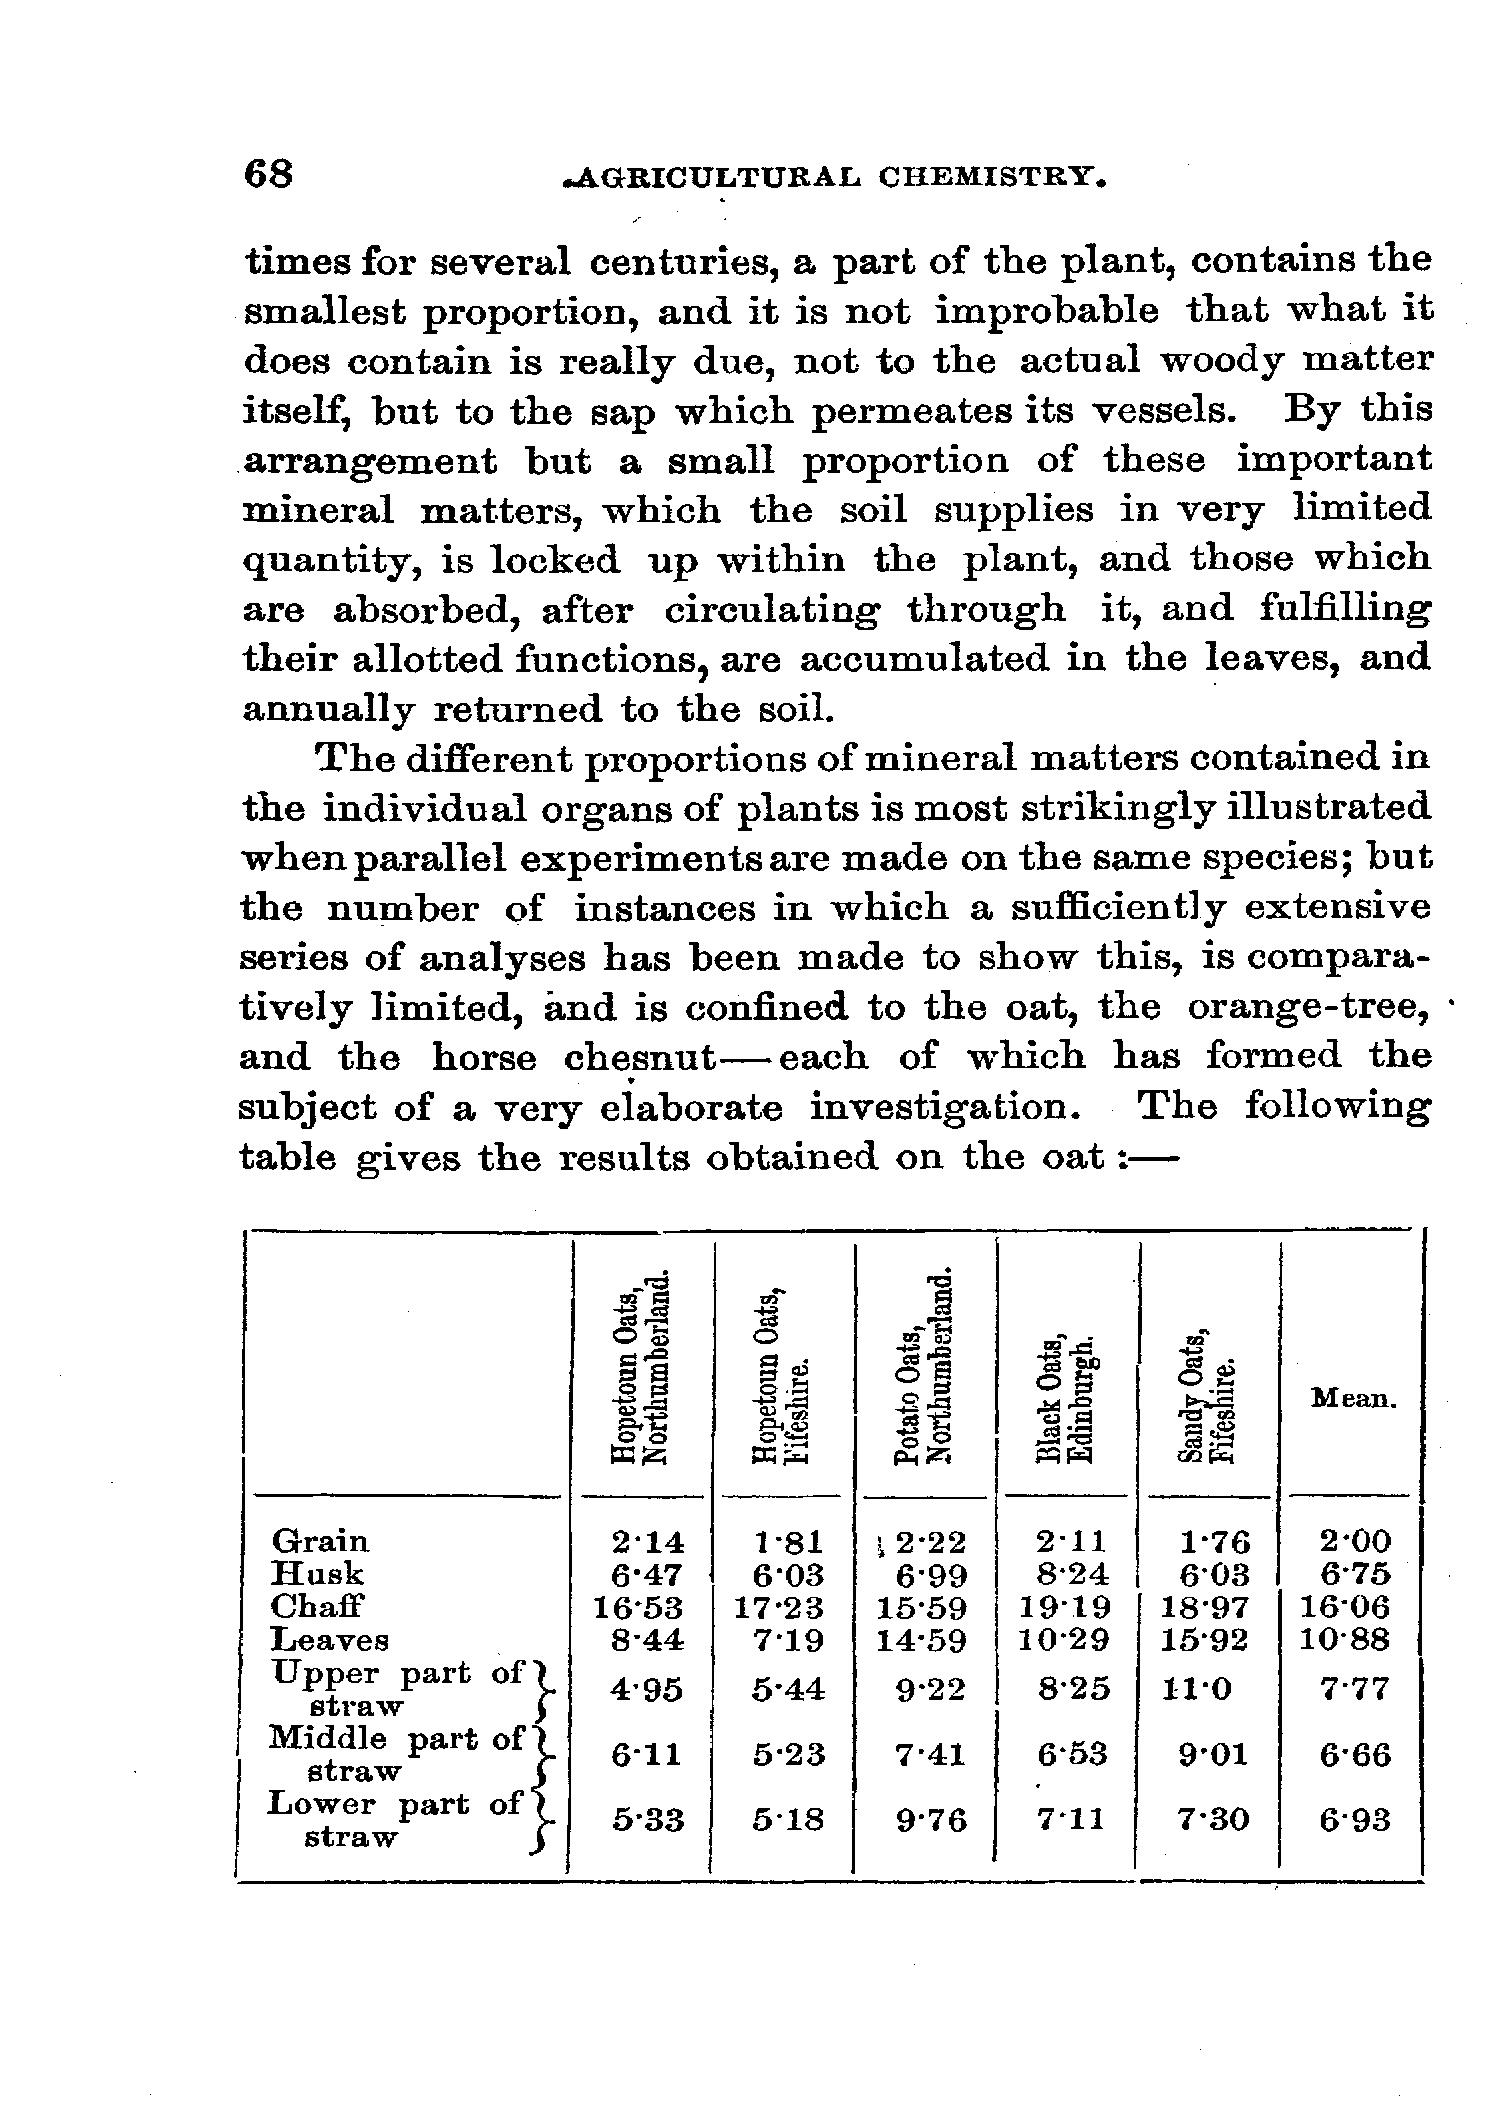 68 AGRICULTURAL CHEMISTRY.
times for several centuries, a part of the plant, contains the
smallest proportion, and it is not improbable that what it
does contain is really due, not to the actual woody matter
itself, but to the sap which permeates its vessels. By this
arrangement but a small proportion of these important
mineral matters, which the soil supplies in very limited
quantity, is locked up within the plant, and those which
are absorbed, after circulating through it, and fulfilling
their allotted functions, are accumulated in the leaves, and
annually returned to the soil.
The different proportions of mineral matters contained in
the individual organs of plants is most strikingly illustrated
when parallel experiments are made on the same species; but
the number of instances in which a sufficiently extensive
series of analyses has been made to show this, is compara-
tively limited, and is confined to the oat, the orange-tree,
and the horse chesnut—each of which has formed the
subject of a very elaborate investigation. The following
table gives the results obtained on the oat :—
Hopetoun Oats,
Northumberland.
Hopetoun Oats,
Fifeshire.
Potato Oats,
Northumberland.
Black Oats,
Edinburgh.
Sandy Oats,
Fifeshire.
Mean.
Grain 2·14 1·81 2·22 2·11 1·76 2·00
Husk 6·47 6·03 6·99 8·24 6·03 6·75
Chaff 16·53 17·23 15·59 19·19 18·97 16·06
Leaves 8·44 7·19 14·59 10·29 15·92 10·88
Upper part of
straw } 4·95 5·44 9·22 8·25 11·0 7·77
Middle part of
straw } 6·11 5·23 7·41 6·53 9·01 6·66
Lower part of
straw } 5·33 5·18 9·76 7·11 7·30 6·93